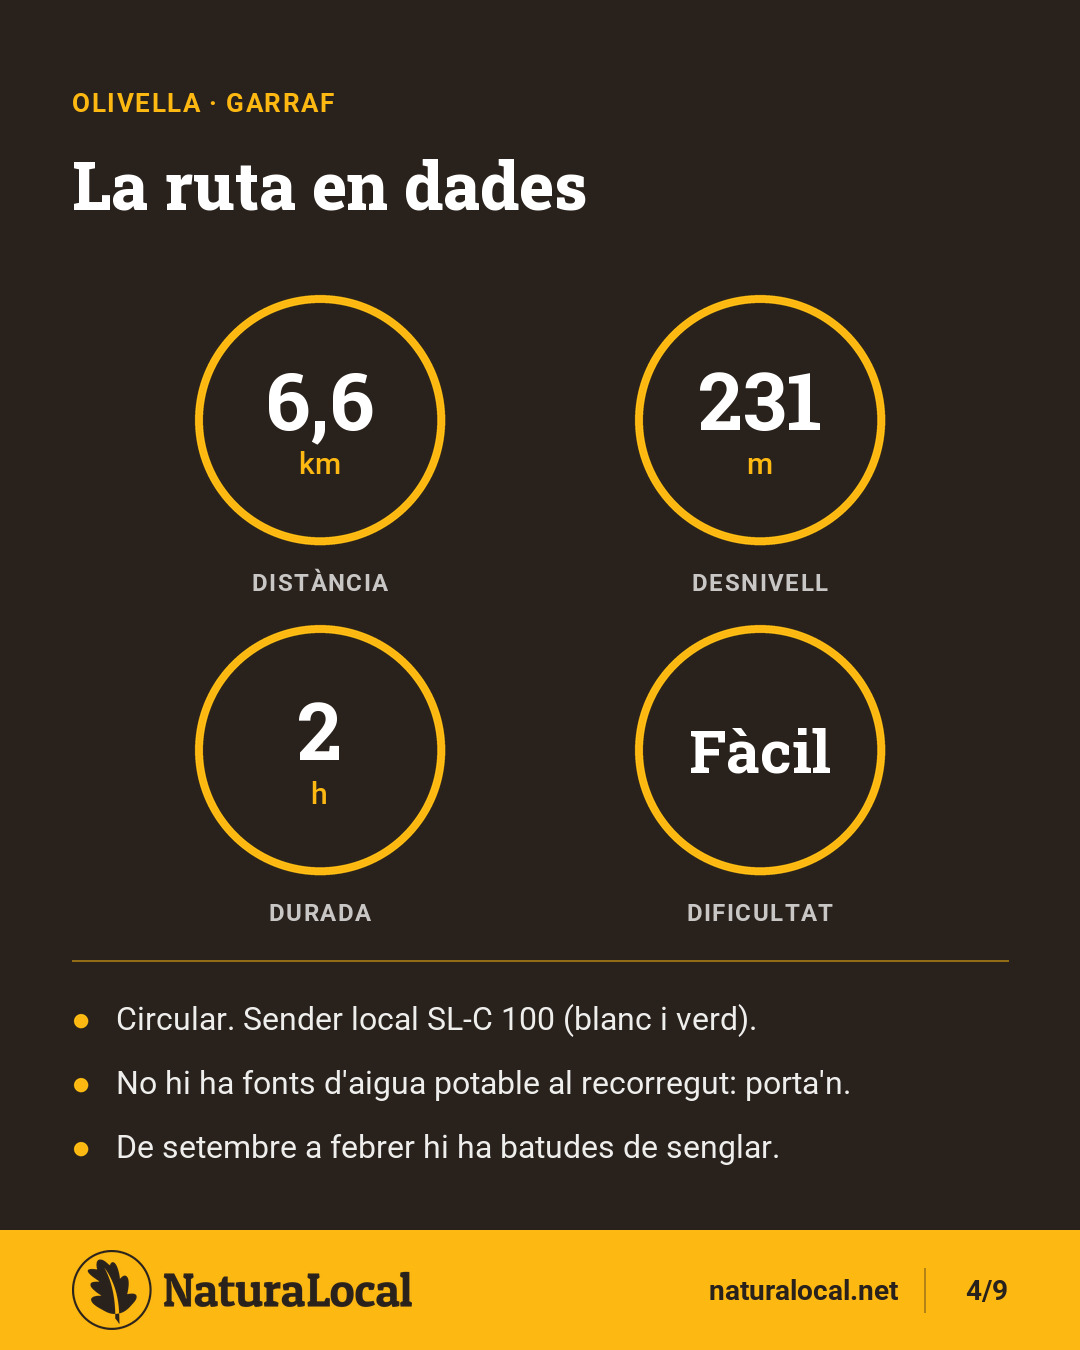 OLIVELLA · GARRAF
La ruta en dades
6,6
km
DISTÀNCIA
231
m
DESNIVELL
2
h
DURADA
Fàcil
DIFICULTAT
Circular. Sender local SL-C 100 (blanc i verd).
No hi ha fonts d'aigua potable al recorregut: porta'n.
De setembre a febrer hi ha batudes de senglar.
NaturaLocal
naturalocal.net
4/9